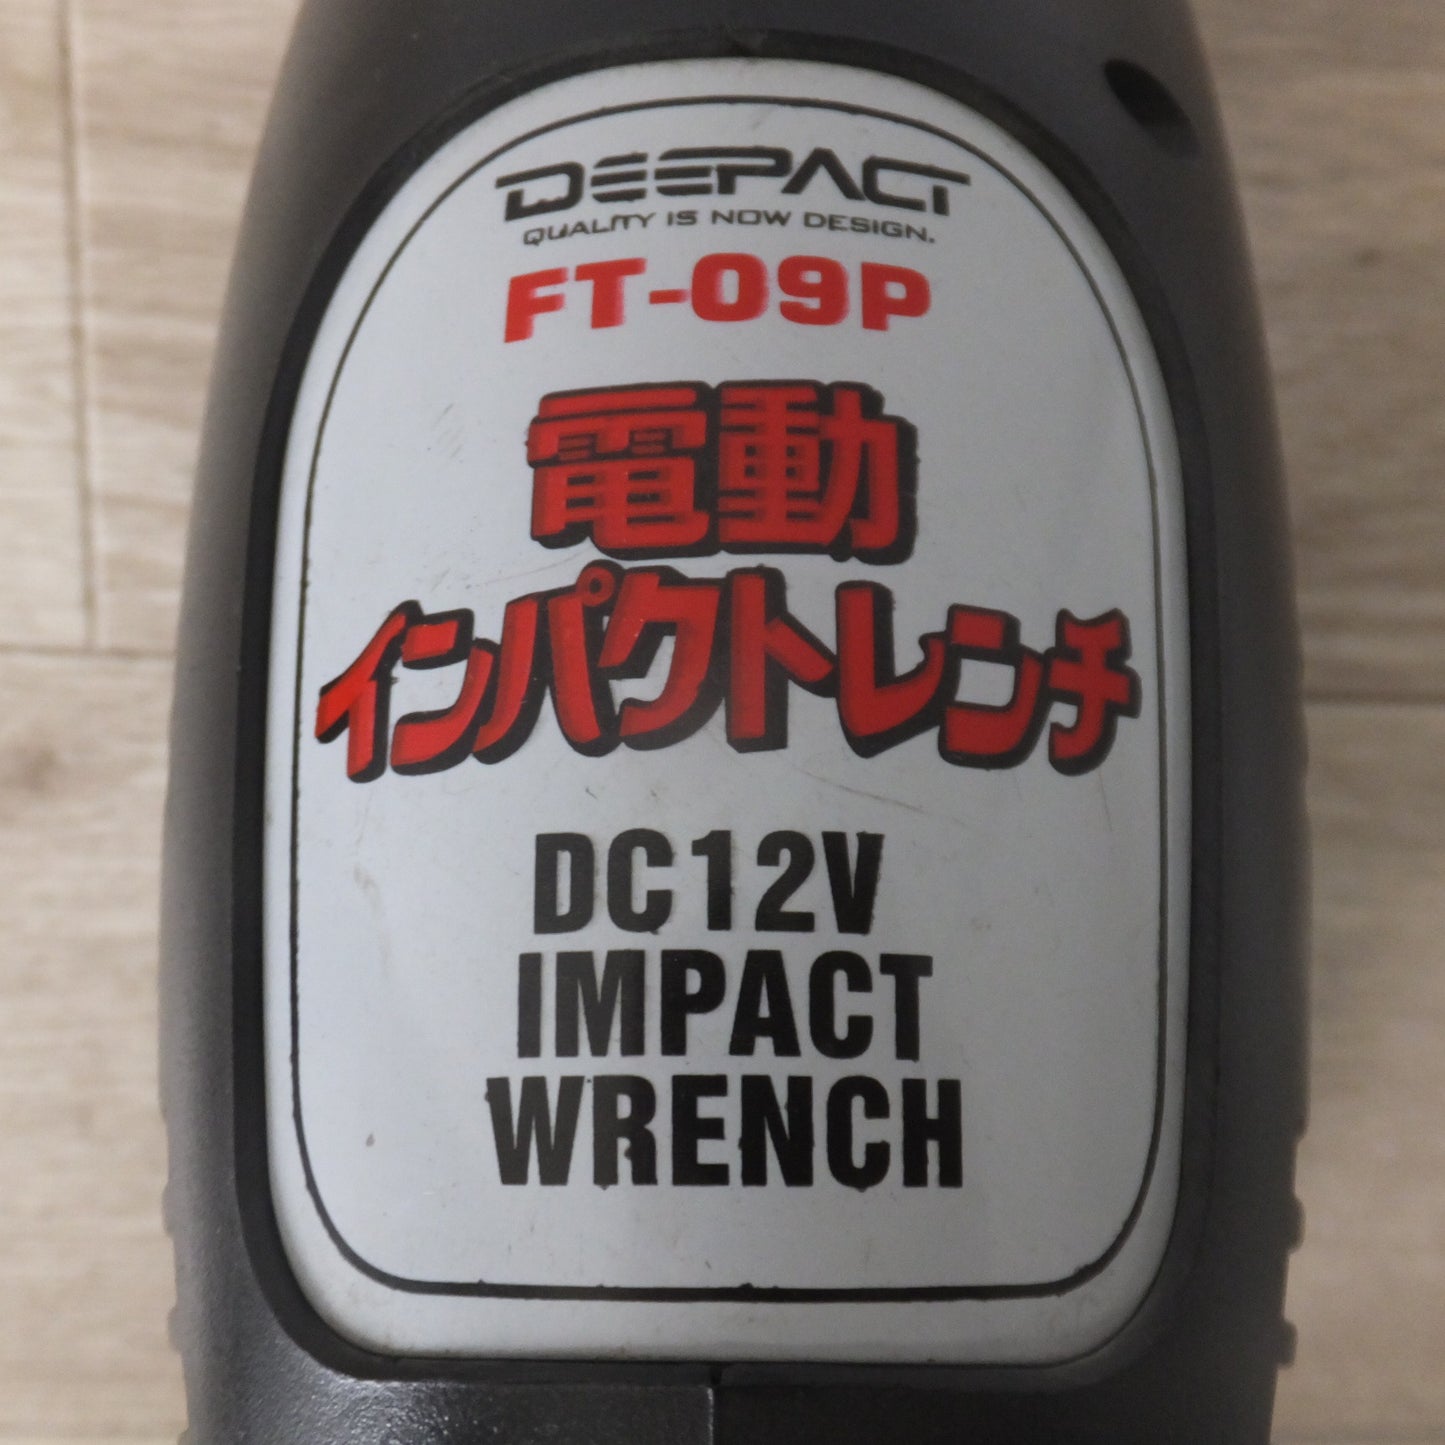 DEEPACT
QUALITY IS NOW DESIGN.
FT-09P
電動
インパクトレンチ
DC12V
IMPACT
WRENCH